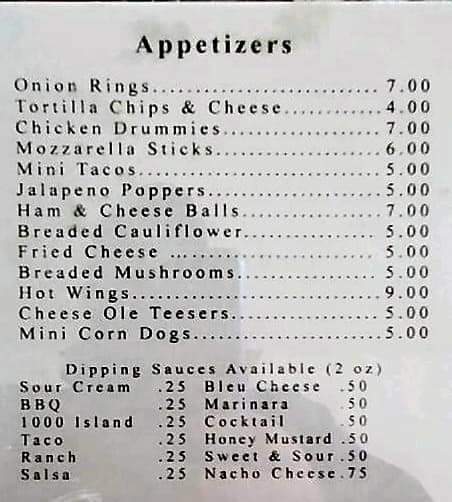 Appetizers
Onion Rings..........................7.00
Tortilla Chips & Cheese............4.00
Chicken Drummies..................7.00
Mozzarella Sticks...................6.00
Mini Tacos...........................5.00
Jalapeno Poppers....................5.00
Ham & Cheese Balls................7.00
Breaded Cauliflower................5.00
Fried Cheese ........................5.00
Breaded Mushrooms.................5.00
Hot Wings............................9.00
Cheese Ole Teesers..................5.00
Mini Corn Dogs......................5.00
Dipping Sauces Available (2 oz)
Sour Cream .25 Bleu Cheese .50
BBQ .25 Marinara .50
1000 Island .25 Cocktail .50
Taco .25 Honey Mustard .50
Ranch .25 Sweet & Sour .50
Salsa .25 Nacho Cheese .75